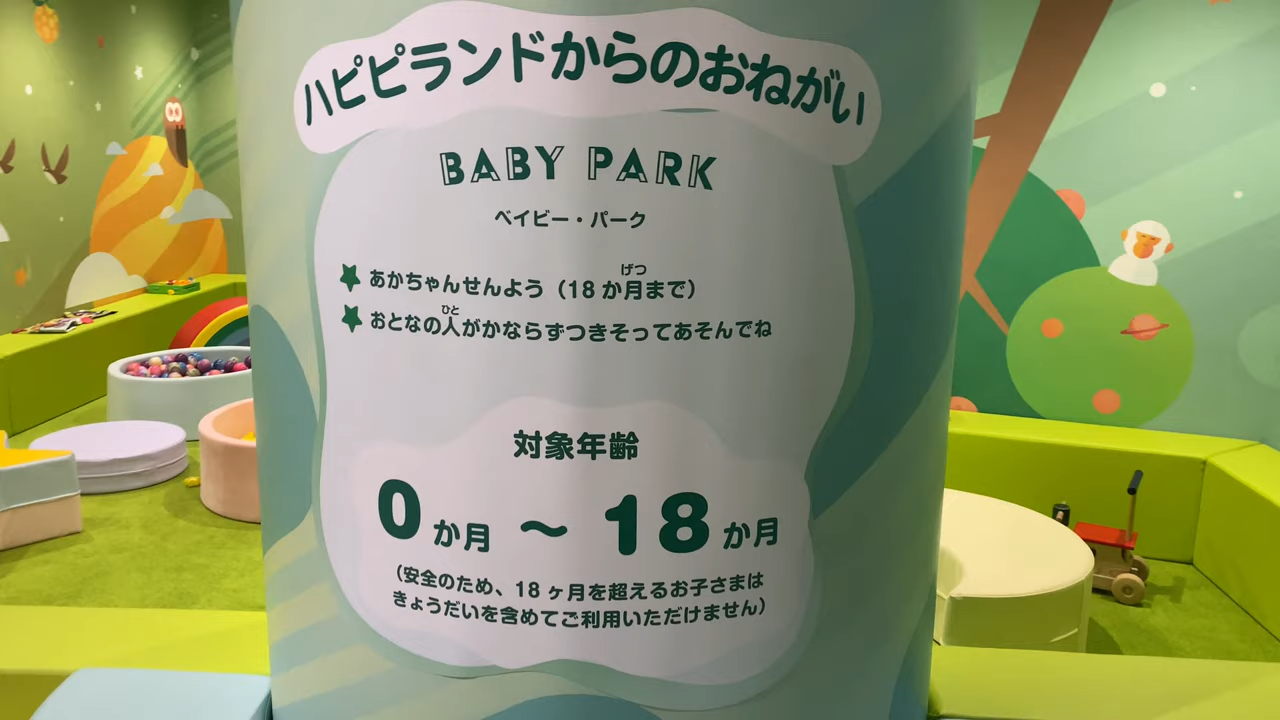 ハピピランドからのおねがい
BABY PARK
ベイビー・パーク
げつ
あかちゃんせんよう（18か月まで）
ひと
おとなの人がかならずつきそってあそんでね
対象年齢
0か月 〜 18か月
（安全のため、18ヶ月を超えるお子さまは
きょうだいを含めてご利用いただけません）